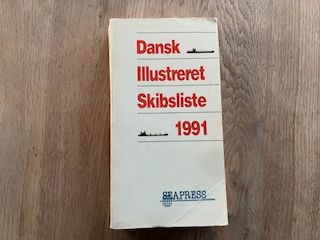 Dansk
Illustreret
Skibsliste
1991
SEAPRESS